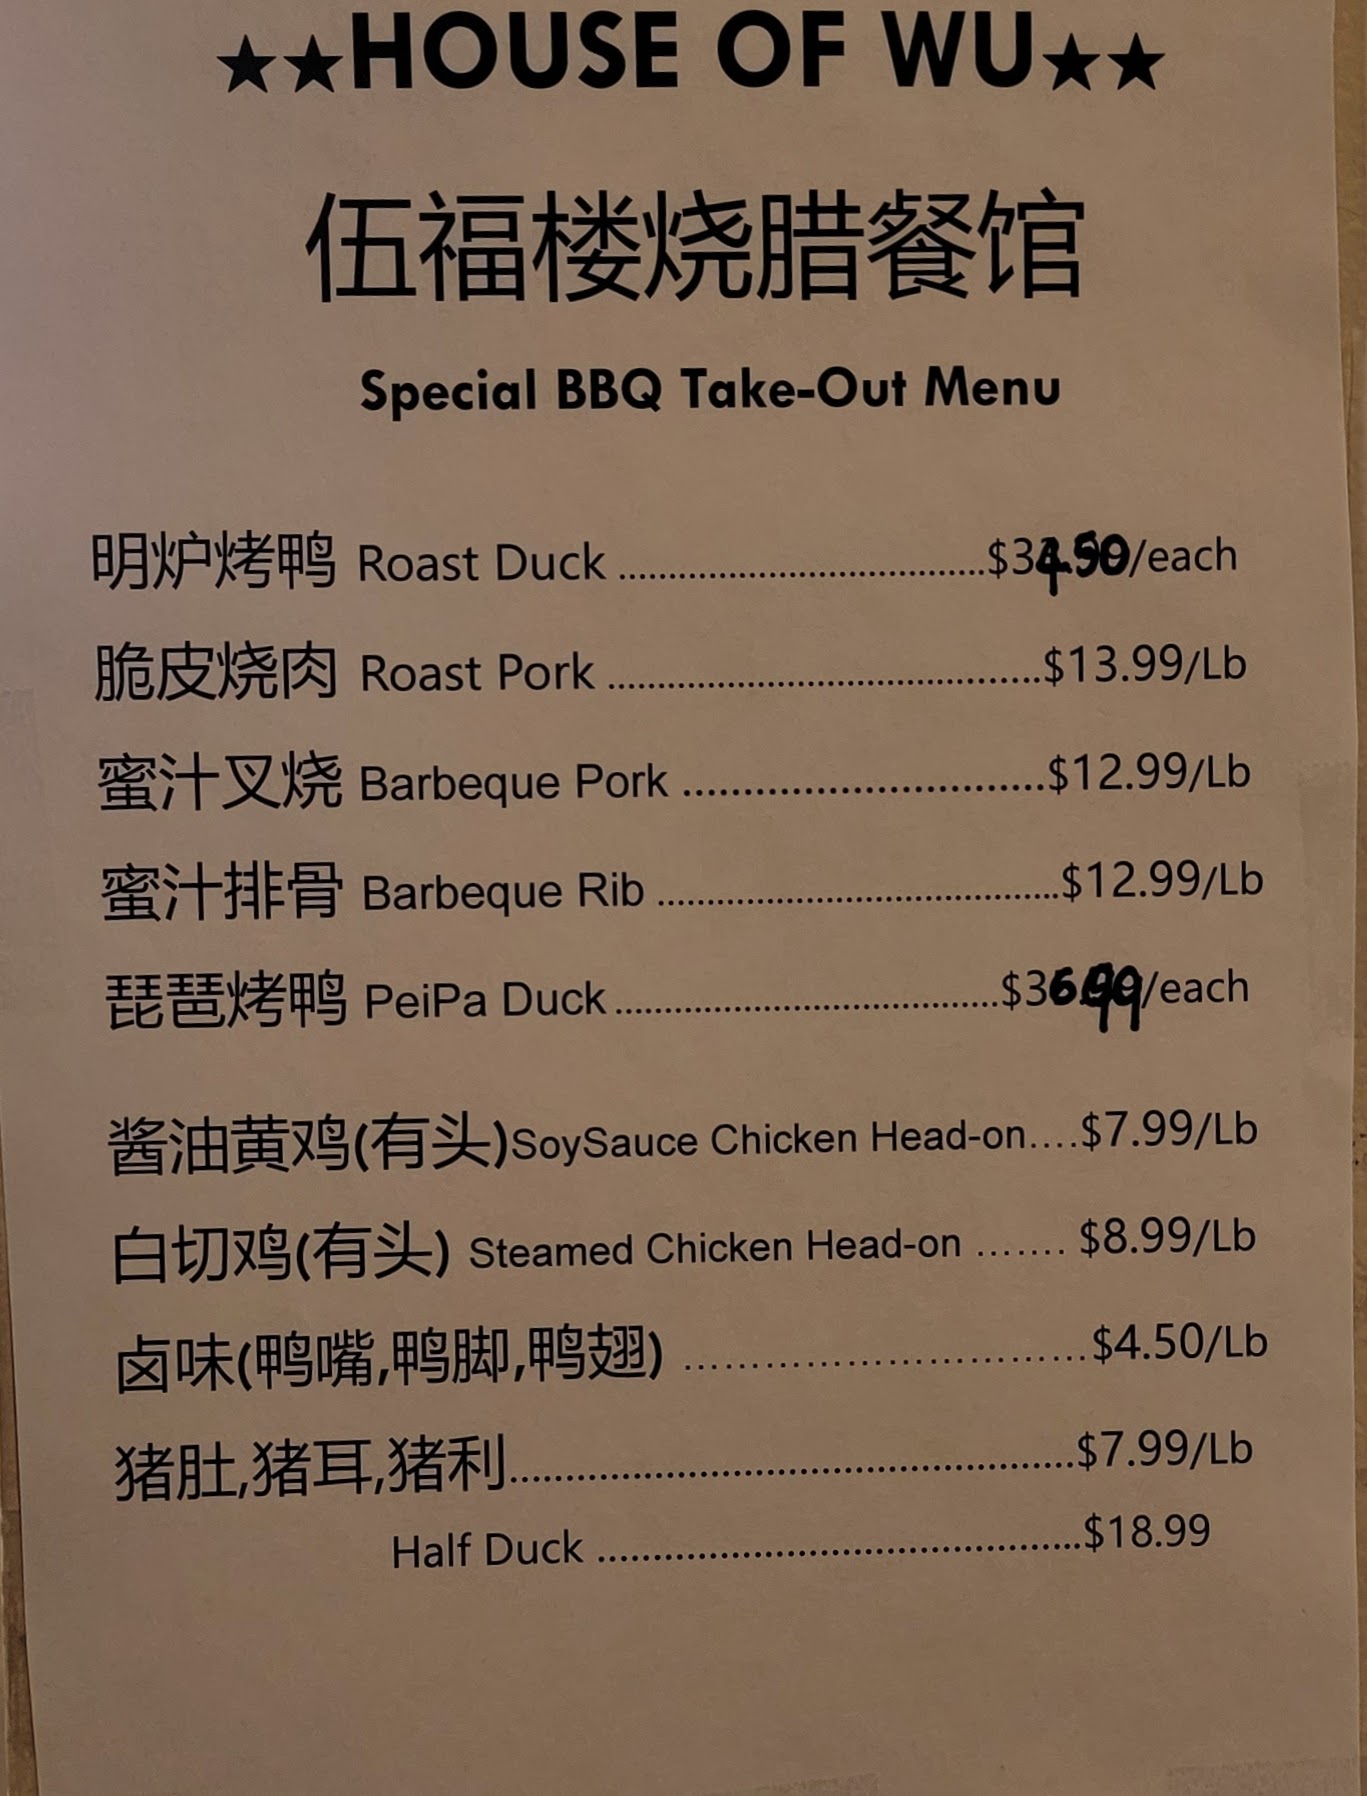 ★★HOUSE OF WU★★
伍福楼烧腊餐馆
Special BBQ Take-Out Menu
明炉烤鸭 Roast Duck ........ $34.50/each
脆皮烧肉 Roast Pork ........ $13.99/Lb
蜜汁叉烧 Barbeque Pork ........ $12.99/Lb
蜜汁排骨 Barbeque Rib ........ $12.99/Lb
琵琶烤鸭 PeiPa Duck ........ $36.99/each
酱油黄鸡(有头)SoySauce Chicken Head-on.... $7.99/Lb
白切鸡(有头) Steamed Chicken Head-on ....... $8.99/Lb
卤味(鸭嘴,鸭脚,鸭翅) ........ $4.50/Lb
猪肚,猪耳,猪利........ $7.99/Lb
Half Duck ........ $18.99